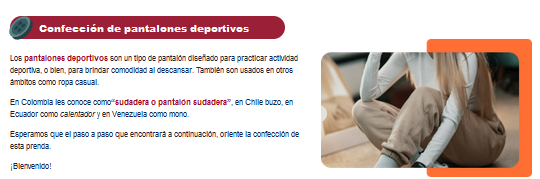 Confección de pantalones deportivos
Los pantalones deportivos son un tipo de pantalón diseñado para practicar actividad
deportiva, o bien, para brindar comodidad al descansar. También son usados en otros
ámbitos como ropa casual.
En Colombia les conoce como“sudadera o pantalón sudadera”, en Chile buzo, en
Ecuador como calentador y en Venezuela como mono.
Esperamos que el paso a paso que encontrará a continuación, oriente la confección de
esta prenda.
¡Bienvenido!